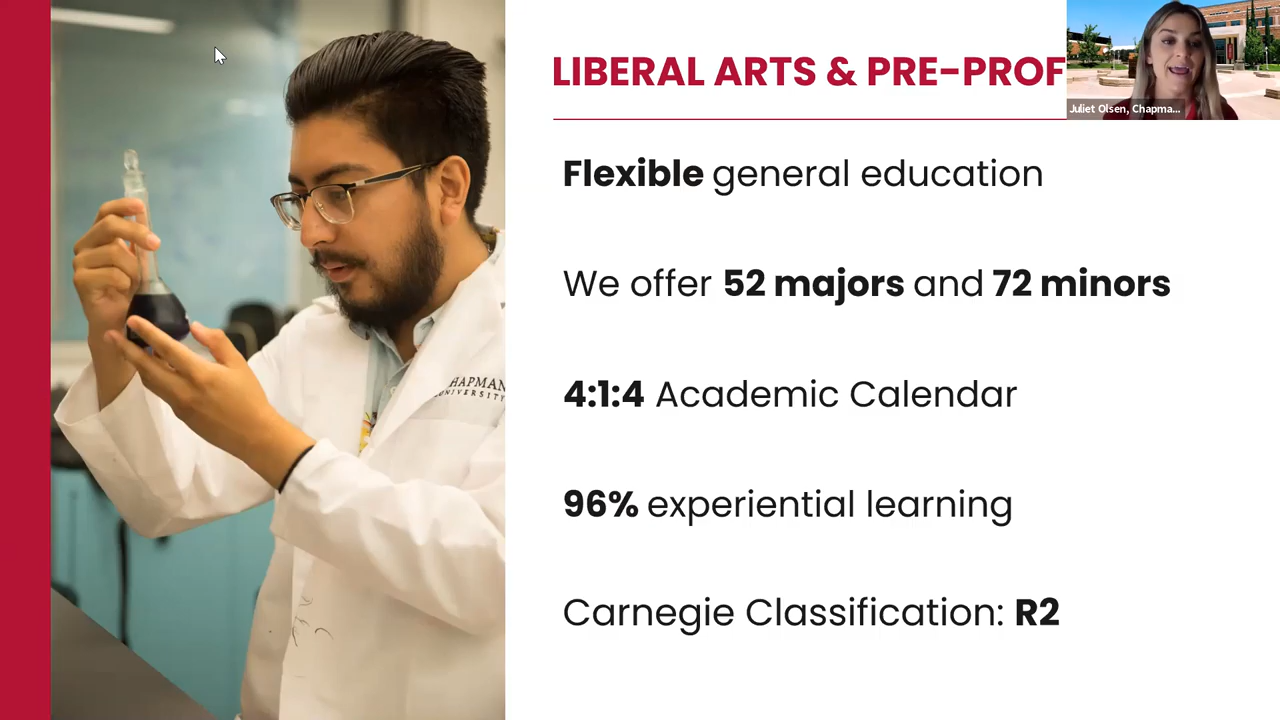 LIBERAL ARTS & PRE-PROF
Juliet Olsen, Chapma...
Flexible general education
We offer 52 majors and 72 minors
4:1:4 Academic Calendar
96% experiential learning
Carnegie Classification: R2
CHAPMAN
UNIVERSITY